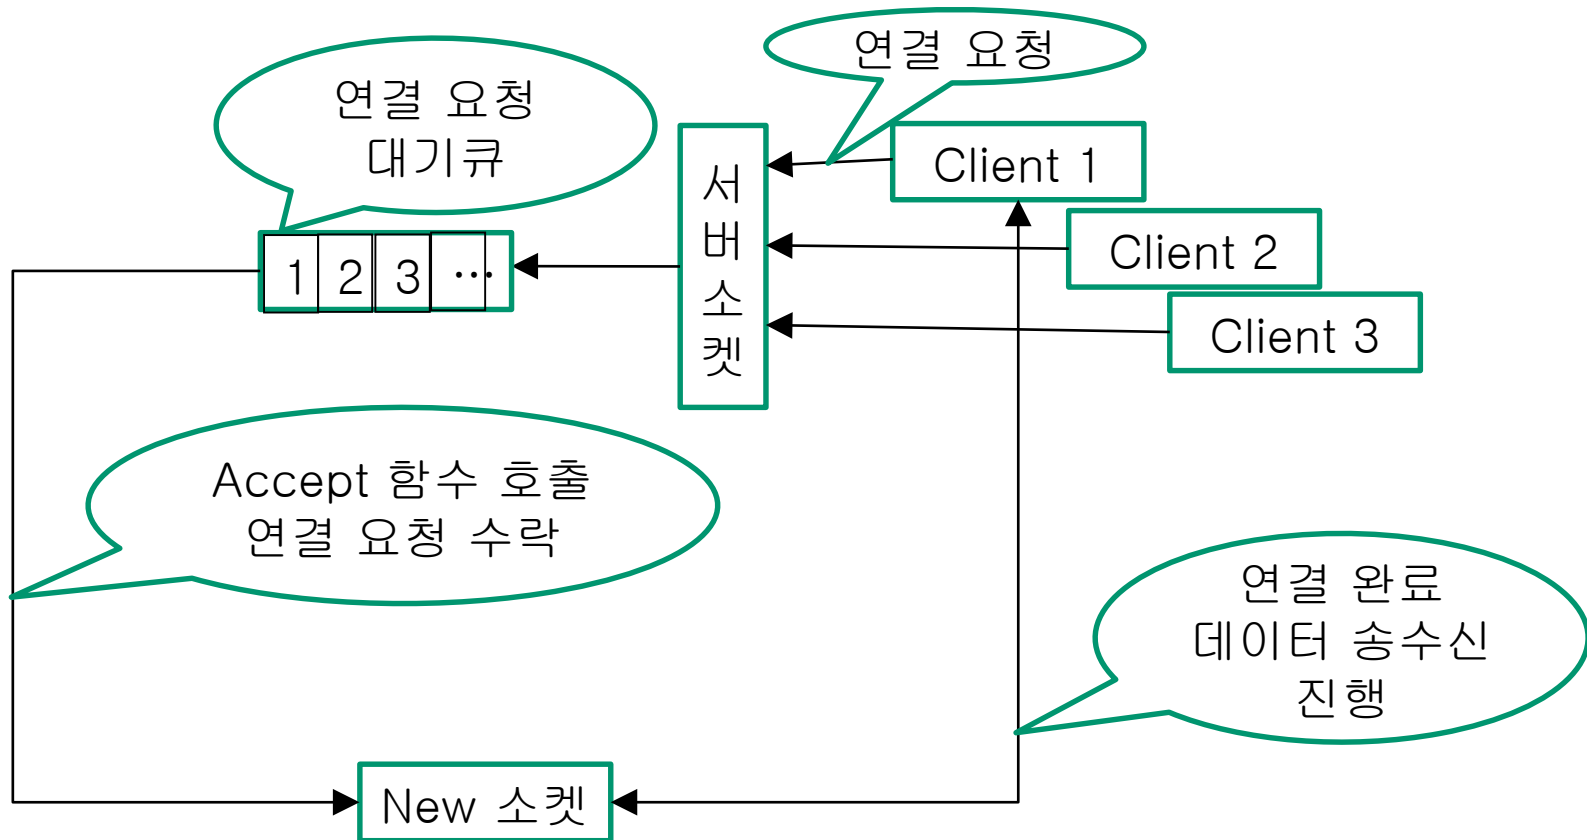 연결 요청
연결 요청
대기큐
서
버
소
켓
Client 1
Client 2
1 2 3 …
Client 3
Accept 함수 호출
연결 요청 수락
연결 완료
데이터 송수신
진행
New 소켓